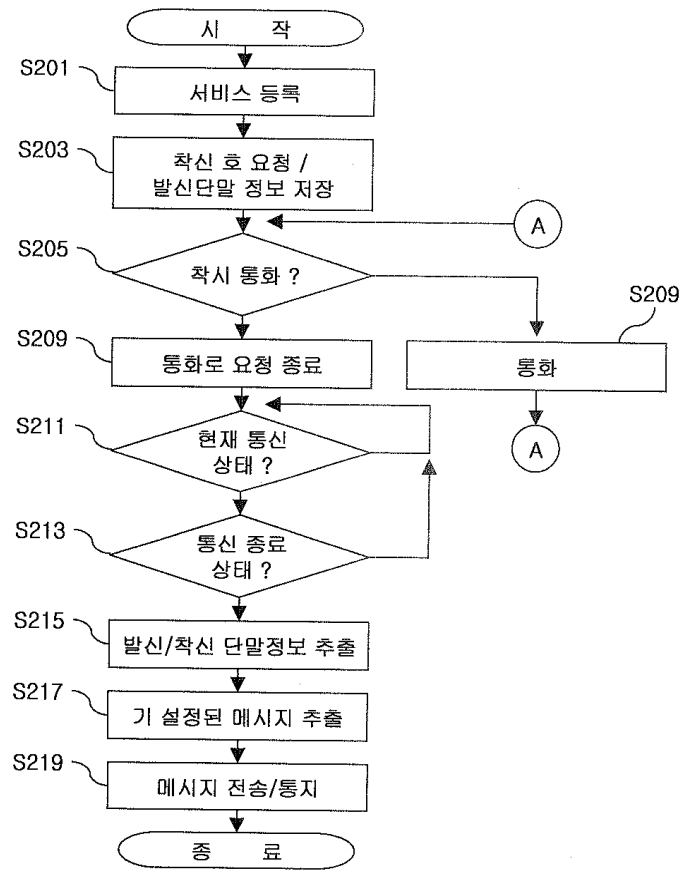 시 작
S201
서비스 등록
S203
착신 호 요청 /
발신단말 정보 저장
A
S205
착시 통화 ?
S209
통화로 요청 종료
S209
통화
A
S211
현재 통신
상태 ?
S213
통신 종료
상태 ?
S215
발신/착신 단말정보 추출
S217
기 설정된 메시지 추출
S219
메시지 전송/통지
종 료